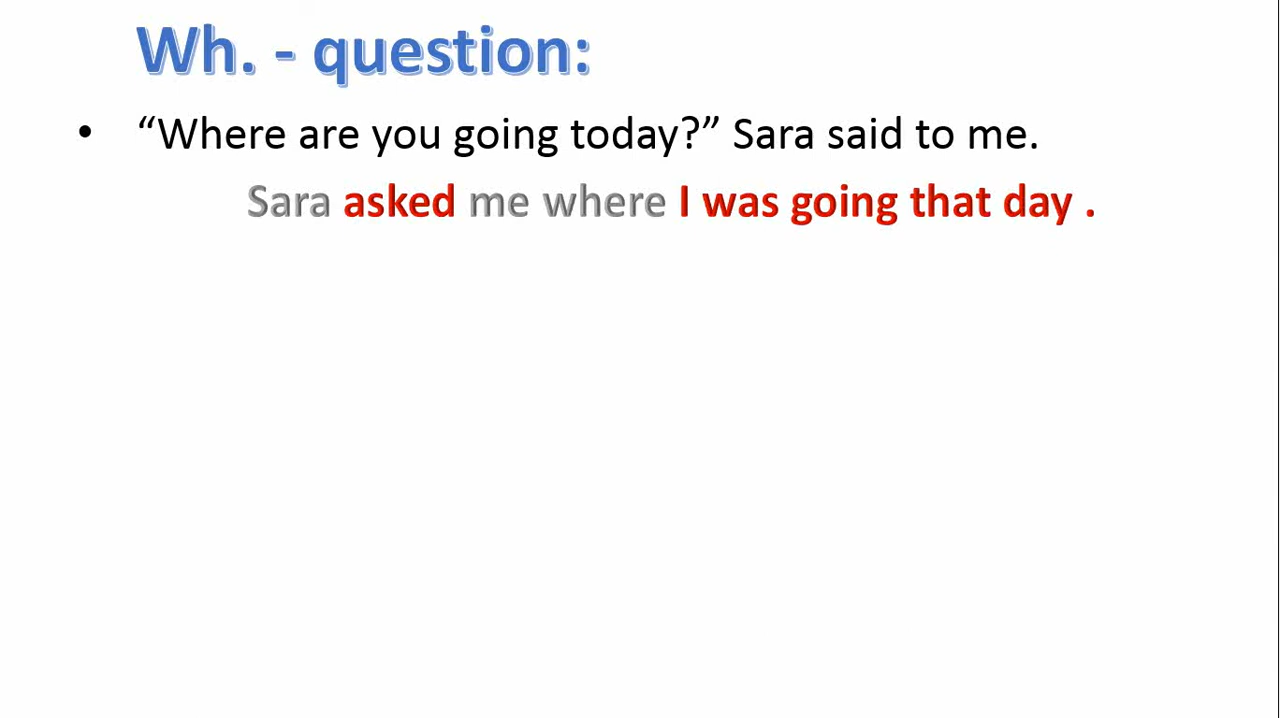 Wh. - question:
• “Where are you going today?” Sara said to me.
Sara asked me where I was going that day .